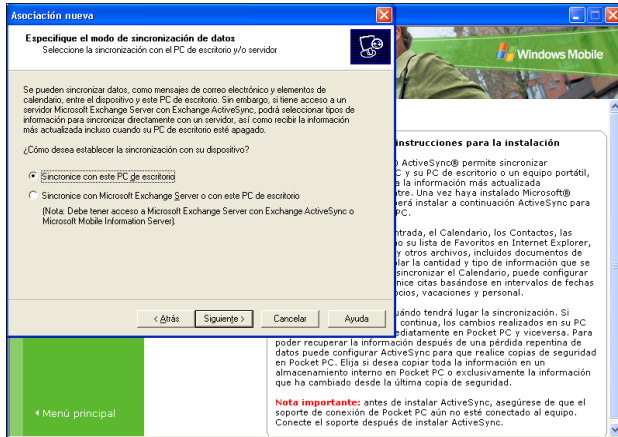 Asociación nueva
Especifique el modo de sincronización de datos
Seleccione la sincronización con el PC de escritorio y/o servidor
Se pueden sincronizar datos, como mensajes de correo electrónico y elementos de
calendario, entre el dispositivo y este PC de escritorio. Sin embargo, si tiene acceso a un
servidor Microsoft Exchange Server con Exchange ActiveSync, podrá seleccionar tipos de
información para sincronizar directamente con un servidor, así como recibir la información
más actualizada incluso cuando su PC de escritorio esté apagado.
¿Cómo desea establecer la sincronización con su dispositivo?
Sincronice con este PC de escritorio
Sincronice con Microsoft Exchange Server o con este PC de escritorio
(Nota: Debe tener acceso a Microsoft Exchange Server con Exchange ActiveSync o
Microsoft Mobile Information Server).
< Atrás Siguiente > Cancelar Ayuda
Windows Mobile
instrucciones para la instalación
ActiveSync® permite sincronizar
C y su PC de escritorio o un equipo portátil,
a la información más actualizada
tre. Una vez haya instalado Microsoft®
erá instalar a continuación ActiveSync para
PC.
ntrada, el Calendario, los Contactos, las
o su lista de Favoritos en Internet Explorer,
y otros archivos, incluidos documentos de
lar la cantidad y tipo de información que se
sincronizar el Calendario, puede configurar
nice citas basándose en intervalos de fechas
ocios, vacaciones y personal.
uándo tendrá lugar la sincronización. Si
continua, los cambios realizados en su PC
ediatamente en Pocket PC y viceversa. Para
poder recuperar la información después de una pérdida repentina de
datos puede configurar ActiveSync para que realice copias de seguridad
en Pocket PC. Elija si desea copiar toda la información en un
almacenamiento interno en Pocket PC o exclusivamente la información
que ha cambiado desde la última copia de seguridad.
Nota importante: antes de instalar ActiveSync, asegúrese de que el
soporte de conexión de Pocket PC aún no esté conectado al equipo.
Conecte el soporte después de instalar ActiveSync.
Menú principal